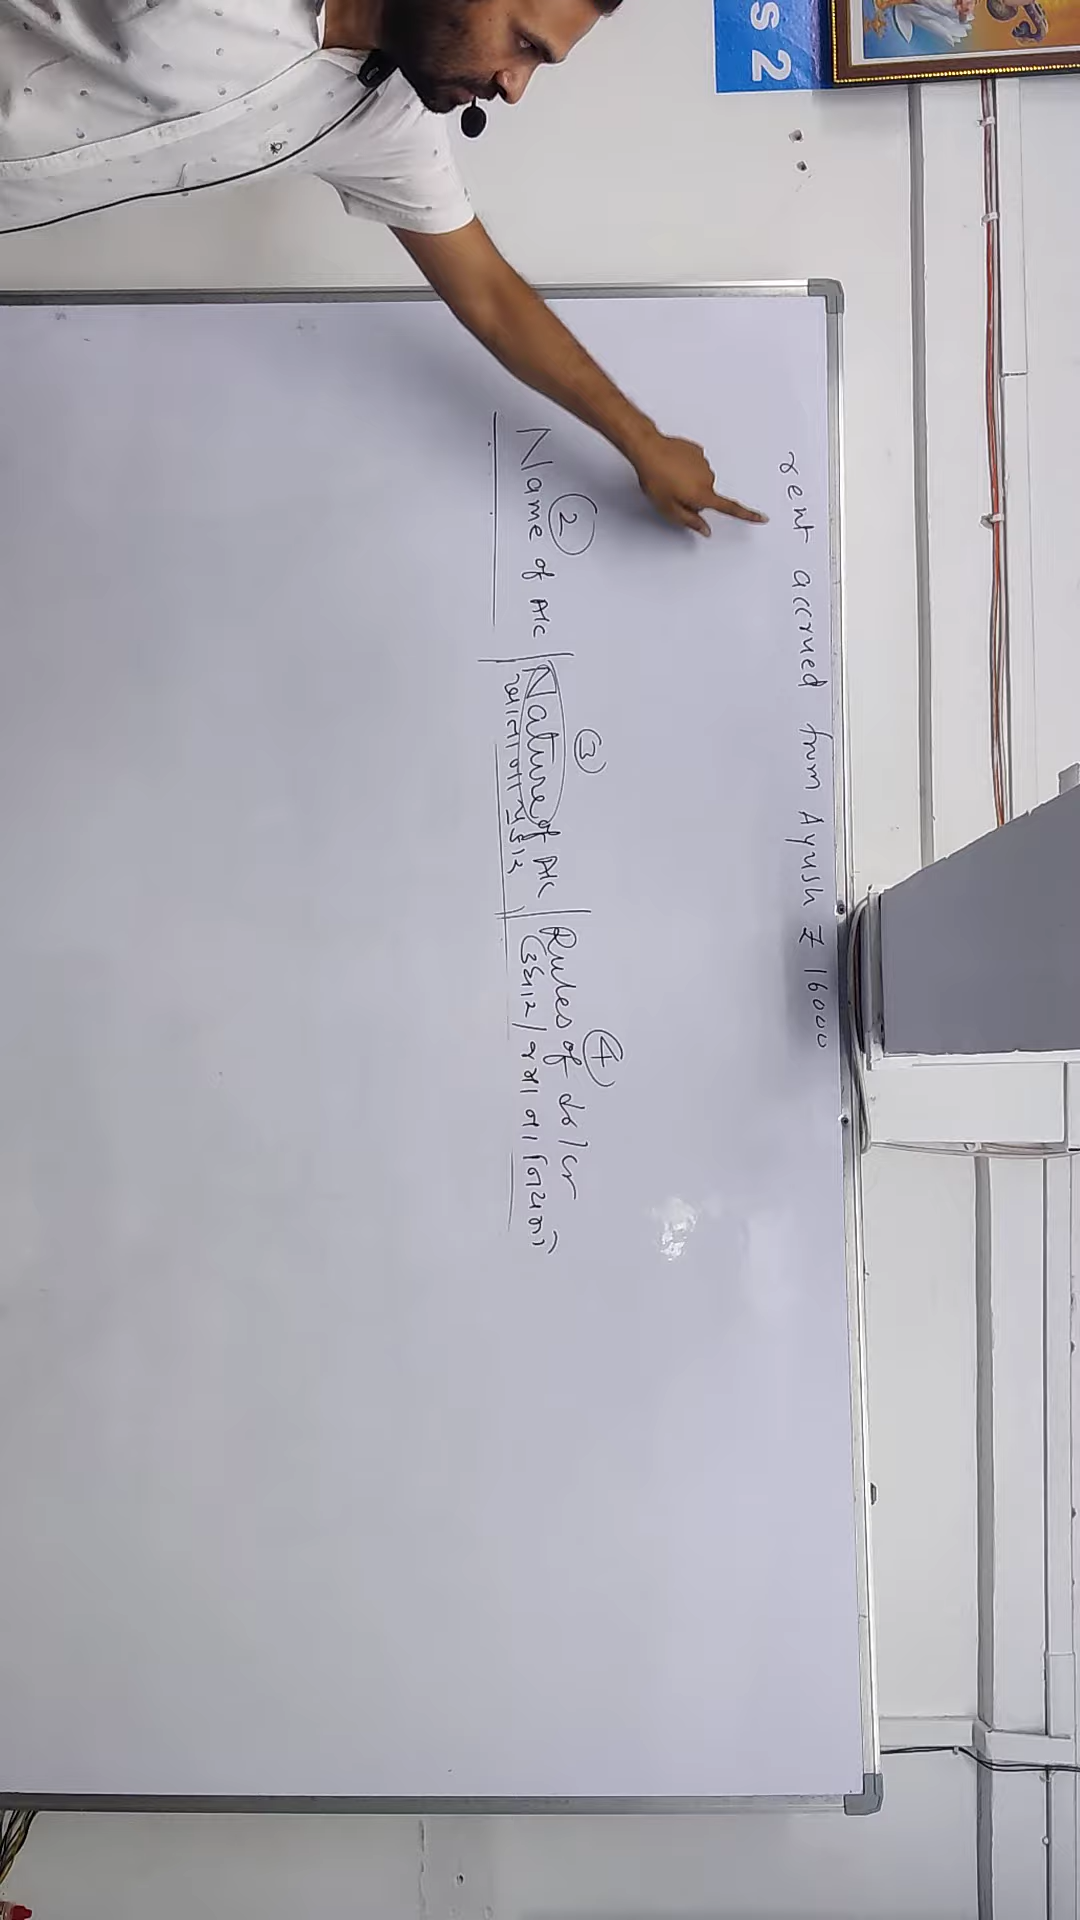 s 2
rent accrued from Ayush ₹ 16000
② ③ ④
Name of A/c | Nature of A/c | Rules of dr/cr
ખાતાનો પ્રકાર | ઉધાર/જમા ના નિયમો